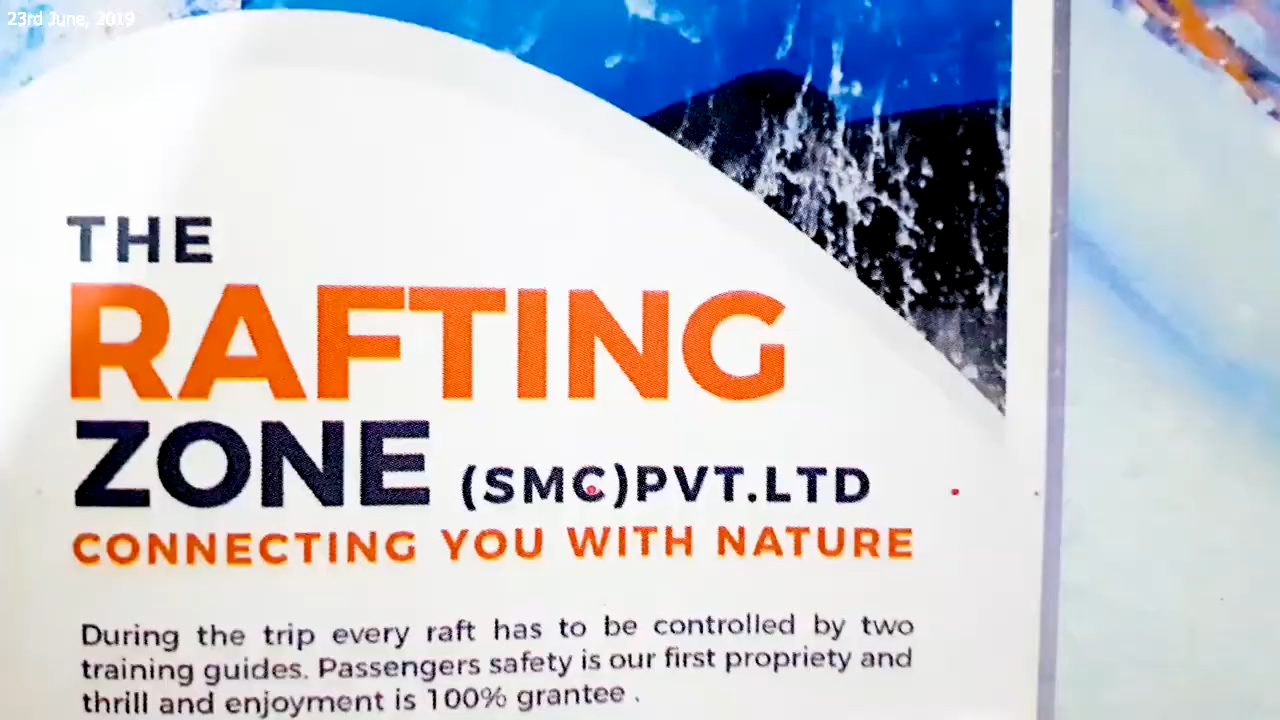 23rd June, 2019
THE
RAFTING
ZONE (SMC)PVT.LTD
CONNECTING YOU WITH NATURE
During the trip every raft has to be controlled by two
training guides. Passengers safety is our first propriety and
thrill and enjoyment is 100% grantee .